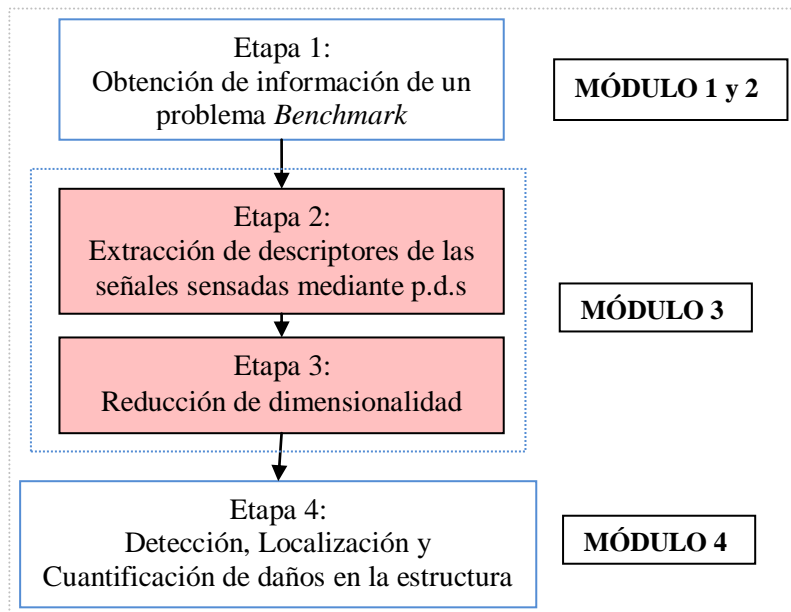 Etapa 1:
Obtención de información de un
problema Benchmark
MÓDULO 1 y 2
Etapa 2:
Extracción de descriptores de las
señales sensadas mediante p.d.s
MÓDULO 3
Etapa 3:
Reducción de dimensionalidad
Etapa 4:
Detección, Localización y
Cuantificación de daños en la estructura
MÓDULO 4